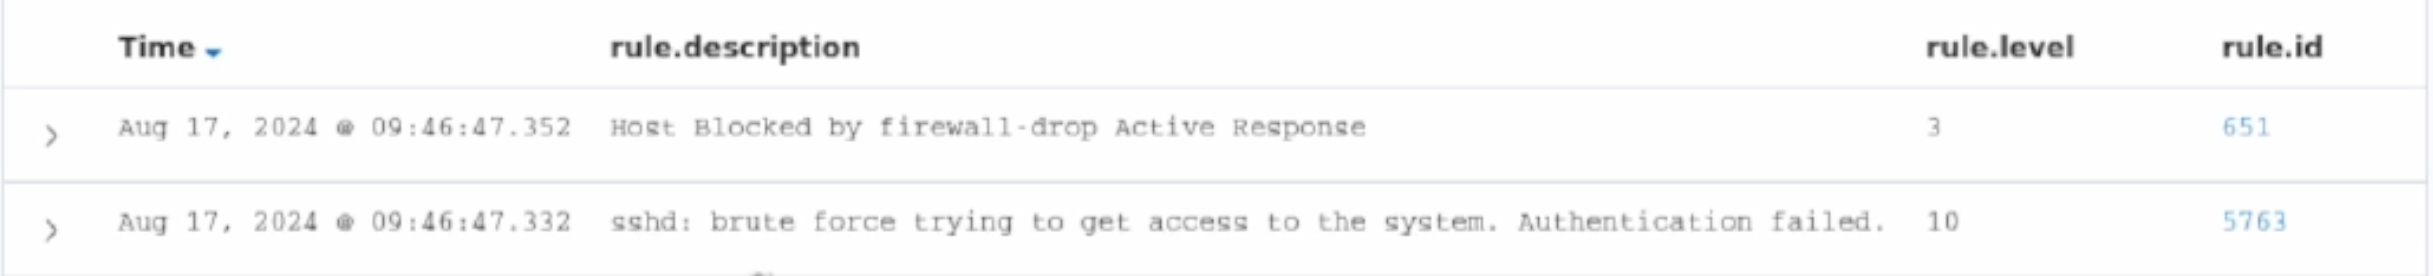 Time rule.description rule.level rule.id
Aug 17, 2024 @ 09:46:47.352 Host Blocked by firewall-drop Active Response 3 651
Aug 17, 2024 @ 09:46:47.332 sshd: brute force trying to get access to the system. Authentication failed. 10 5763